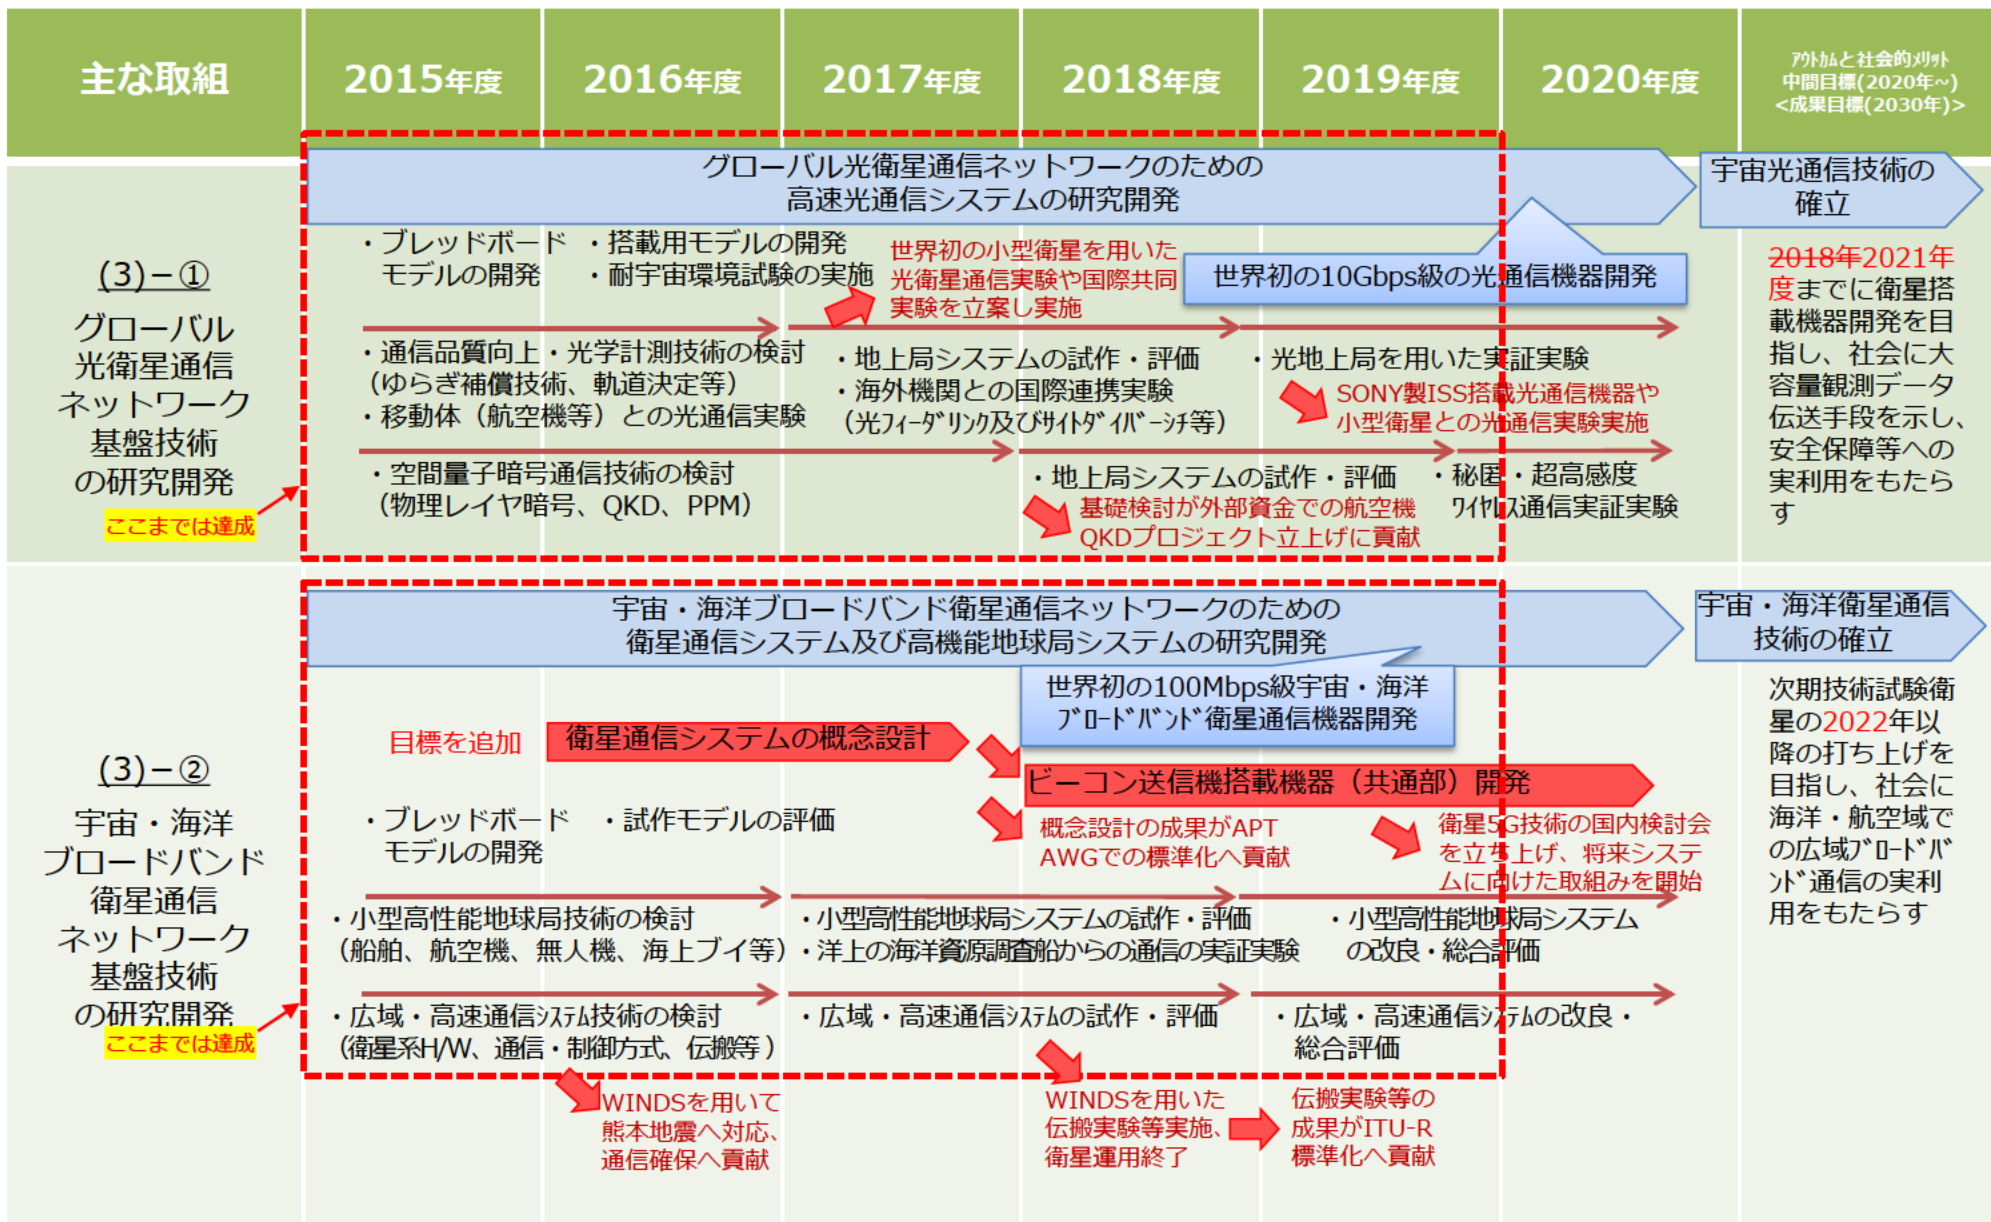 主な取組
2015年度
2016年度
2017年度
2018年度
2019年度
2020年度
ｱｳﾄｶﾑと社会的ﾒﾘｯﾄ
中間目標(2020年~)
<成果目標(2030年)>
(3)-①
グローバル
光衛星通信
ネットワーク
基盤技術
の研究開発
ここまでは達成
グローバル光衛星通信ネットワークのための
高速光通信システムの研究開発
・ブレッドボード
モデルの開発
・搭載用モデルの開発
・耐宇宙環境試験の実施
世界初の小型衛星を用いた
光衛星通信実験や国際共同
実験を立案し実施
世界初の10Gbps級の光通信機器開発
・通信品質向上・光学計測技術の検討
（ゆらぎ補償技術、軌道決定等）
・移動体（航空機等）との光通信実験
・地上局システムの試作・評価
・海外機関との国際連携実験
（光ﾌｨｰﾀﾞﾘﾝｸ及びｻｲﾄﾀﾞｲﾊﾞｰｼﾁ等）
・光地上局を用いた実証実験
SONY製ISS搭載光通信機器や
小型衛星との光通信実験実施
・空間量子暗号通信技術の検討
（物理レイヤ暗号、QKD、PPM）
・地上局システムの試作・評価
基礎検討が外部資金での航空機
QKDプロジェクト立上げに貢献
・秘匿・超高感度
ﾜｲﾔﾚｽ通信実証実験
宇宙光通信技術の
確立
2018年2021年
度までに衛星搭
載機器開発を目
指し、社会に大
容量観測データ
伝送手段を示し、
安全保障等への
実利用をもたら
す
(3)-②
宇宙・海洋
ブロードバンド
衛星通信
ネットワーク
基盤技術
の研究開発
ここまでは達成
宇宙・海洋ブロードバンド衛星通信ネットワークのための
衛星通信システム及び高機能地球局システムの研究開発
世界初の100Mbps級宇宙・海洋
ﾌﾞﾛｰﾄﾞﾊﾞﾝﾄﾞ衛星通信機器開発
目標を追加
衛星通信システムの概念設計
ビーコン送信機搭載機器（共通部）開発
・ブレッドボード
モデルの開発
・試作モデルの評価
概念設計の成果がAPT
AWGでの標準化へ貢献
衛星5G技術の国内検討会
を立ち上げ、将来システ
ムに向けた取組みを開始
・小型高性能地球局技術の検討
（船舶、航空機、無人機、海上ブイ等）
・小型高性能地球局システムの試作・評価
・洋上の海洋資源調査船からの通信の実証実験
・小型高性能地球局システム
の改良・総合評価
・広域・高速通信ｼｽﾃﾑ技術の検討
（衛星系H/W、通信・制御方式、伝搬等）
・広域・高速通信ｼｽﾃﾑの試作・評価
・広域・高速通信ｼｽﾃﾑの改良・
総合評価
WINDSを用いて
熊本地震へ対応、
通信確保へ貢献
WINDSを用いた
伝搬実験等実施、
衛星運用終了
伝搬実験等の
成果がITU-R
標準化へ貢献
宇宙・海洋衛星通信
技術の確立
次期技術試験衛
星の2022年以
降の打ち上げを
目指し、社会に
海洋・航空域で
の広域ﾌﾞﾛｰﾄﾞﾊﾞ
ﾝﾄﾞ通信の実利
用をもたらす